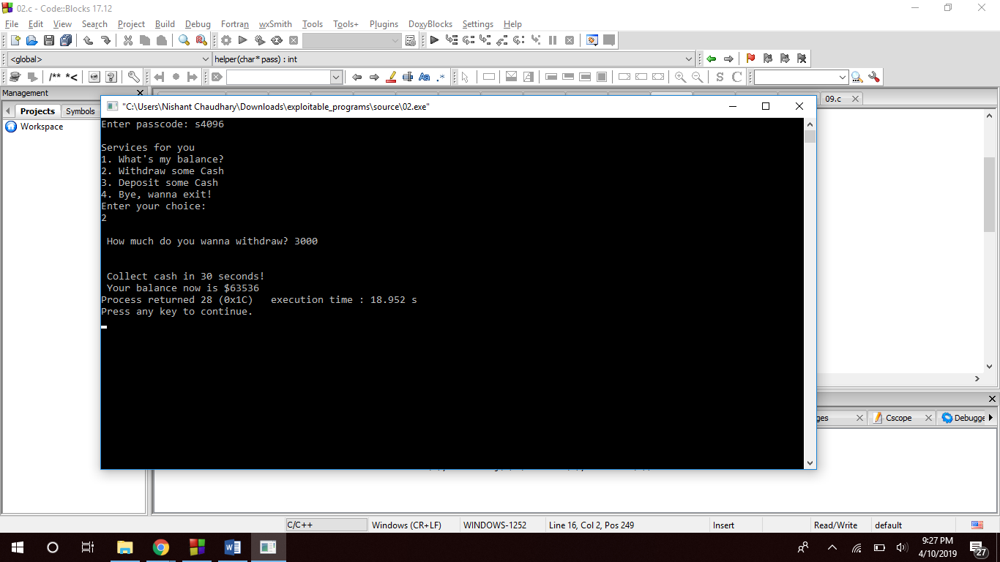 02.c - Code::Blocks 17.12
File Edit View Search Project Build Debug Fortran wxSmith Tools Tools+ Plugins DoxyBlocks Settings Help
<global> helper(char* pass) : int
/** *< Aa .*
S C
Management
09.c
Projects Symbols
Workspace
"C:\Users\Nishant Chaudhary\Downloads\exploitable_programs\source\02.exe"
Enter passcode: s4096
Services for you
1. What's my balance?
2. Withdraw some Cash
3. Deposit some Cash
4. Bye, wanna exit!
Enter your choice:
2
How much do you wanna withdraw? 3000
Collect cash in 30 seconds!
Your balance now is $63536
Process returned 28 (0x1C)   execution time : 18.952 s
Press any key to continue.
ges Cscope Debugge
C/C++ Windows (CR+LF) WINDOWS-1252 Line 16, Col 2, Pos 249 Insert Read/Write default
9:27 PM
4/10/2019
27